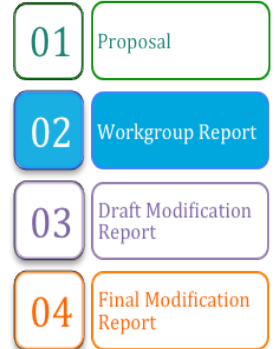 01 Proposal
02 Workgroup Report
03 Draft Modification
Report
04 Final Modification
Report